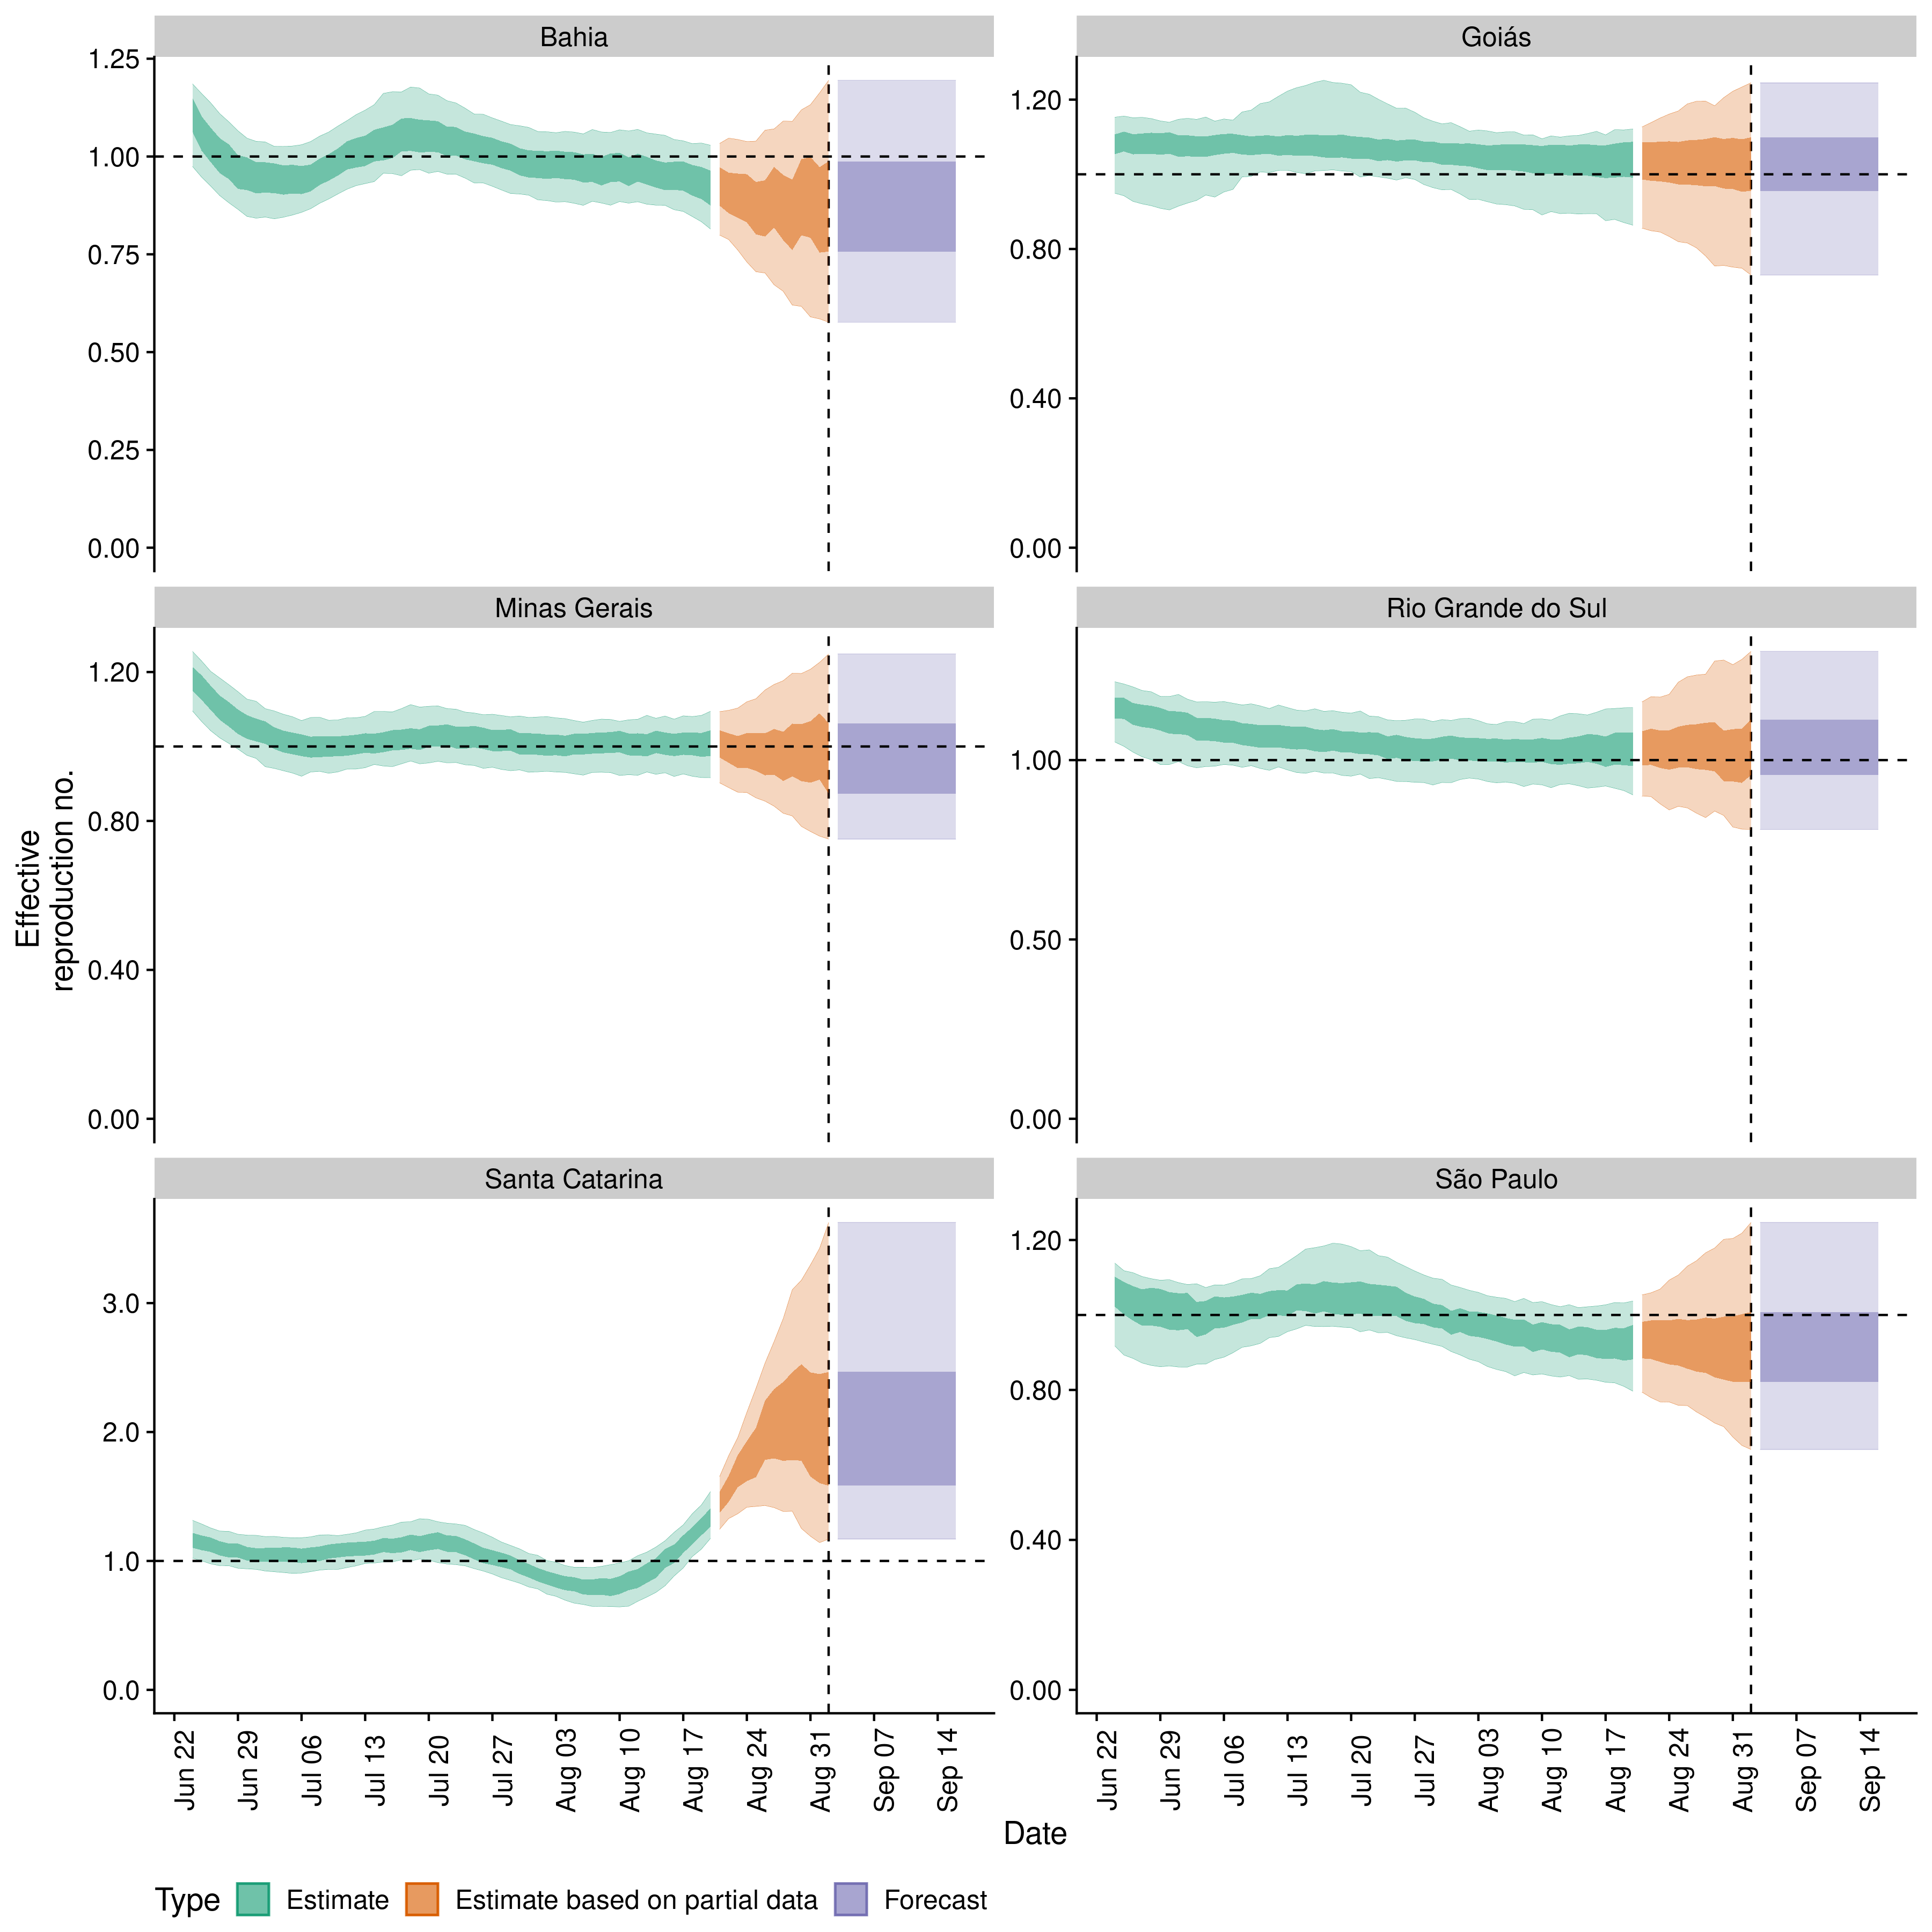 Bahia
Goiás
1.25
1.00
0.75
0.50
0.25
0.00
1.20
0.80
0.40
0.00
Minas Gerais
Rio Grande do Sul
1.20
0.80
0.40
0.00
1.00
0.50
0.00
Santa Catarina
São Paulo
3.0
2.0
1.0
0.0
1.20
0.80
0.40
0.00
Effective
reproduction no.
Jun 22
Jun 29
Jul 06
Jul 13
Jul 20
Jul 27
Aug 03
Aug 10
Aug 17
Aug 24
Aug 31
Sep 07
Sep 14
Jun 22
Jun 29
Jul 06
Jul 13
Jul 20
Jul 27
Aug 03
Aug 10
Aug 17
Aug 24
Aug 31
Sep 07
Sep 14
Date
Type Estimate Estimate based on partial data Forecast